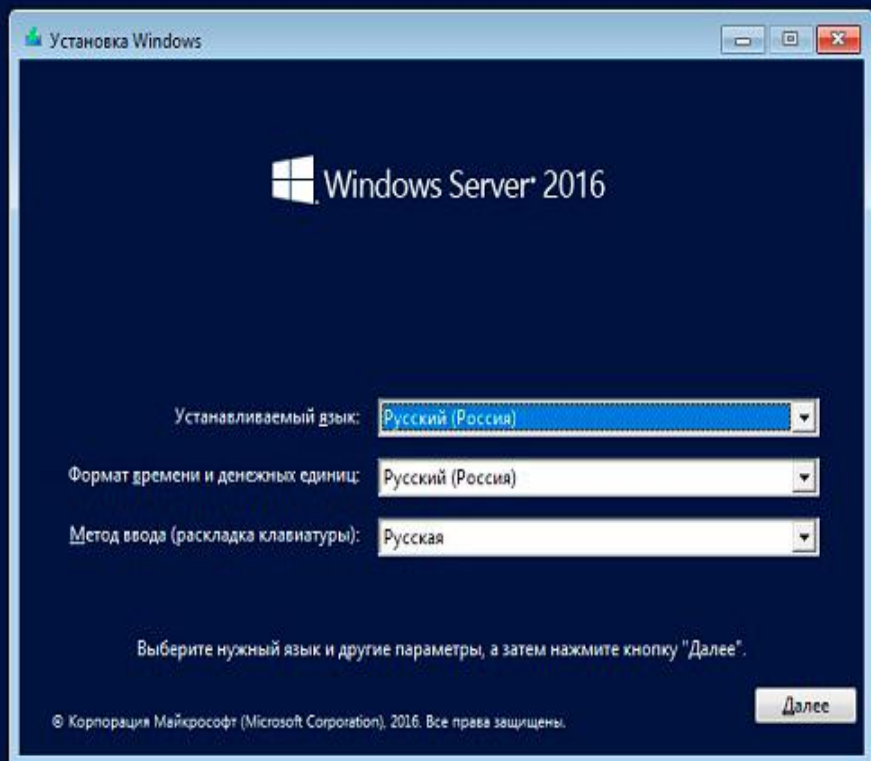 Установка Windows
Windows Server 2016
Устанавливаемый язык: Русский (Россия)
Формат времени и денежных единиц: Русский (Россия)
Метод ввода (раскладка клавиатуры): Русская
Выберите нужный язык и другие параметры, а затем нажмите кнопку "Далее".
Далее
© Корпорация Майкрософт (Microsoft Corporation), 2016. Все права защищены.